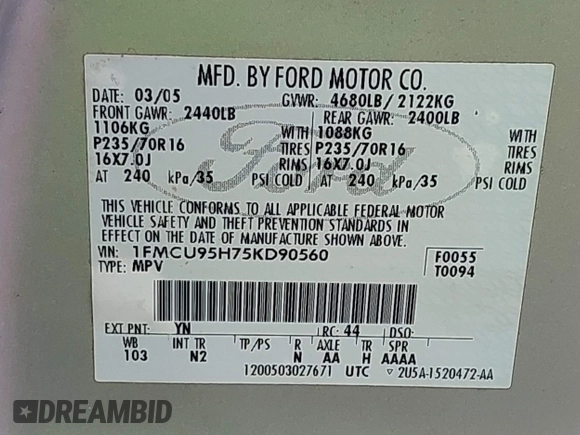 MFD. BY FORD MOTOR CO.
DATE: 03/05 GVWR: 4680LB/ 2122KG
FRONT GAWR: 2440LB REAR GAWR: 2400LB
1106KG WITH 1088KG WITH
P235/70R16 TIRES P235/70R16 TIRES
16X7.0J RIMS 16X7.0J RIMS
AT 240 kPa/35 PSI COLD AT 240 kPa/35 PSI COLD
Ford
THIS VEHICLE CONFORMS TO ALL APPLICABLE FEDERAL MOTOR
VEHICLE SAFETY AND THEFT PREVENTION STANDARDS IN
EFFECT ON THE DATE OF MANUFACTURE SHOWN ABOVE.
VIN: 1FMCU95H75KD90560 F0055
TYPE: MPV T0094
EXT PNT: YN RC: 44 DSO:
WB INT TR TP/PS R AXLE TR SPR
103 N2 N AA H AAAA
1200503027671 UTC 2U5A-1520472-AA
DREAMBID